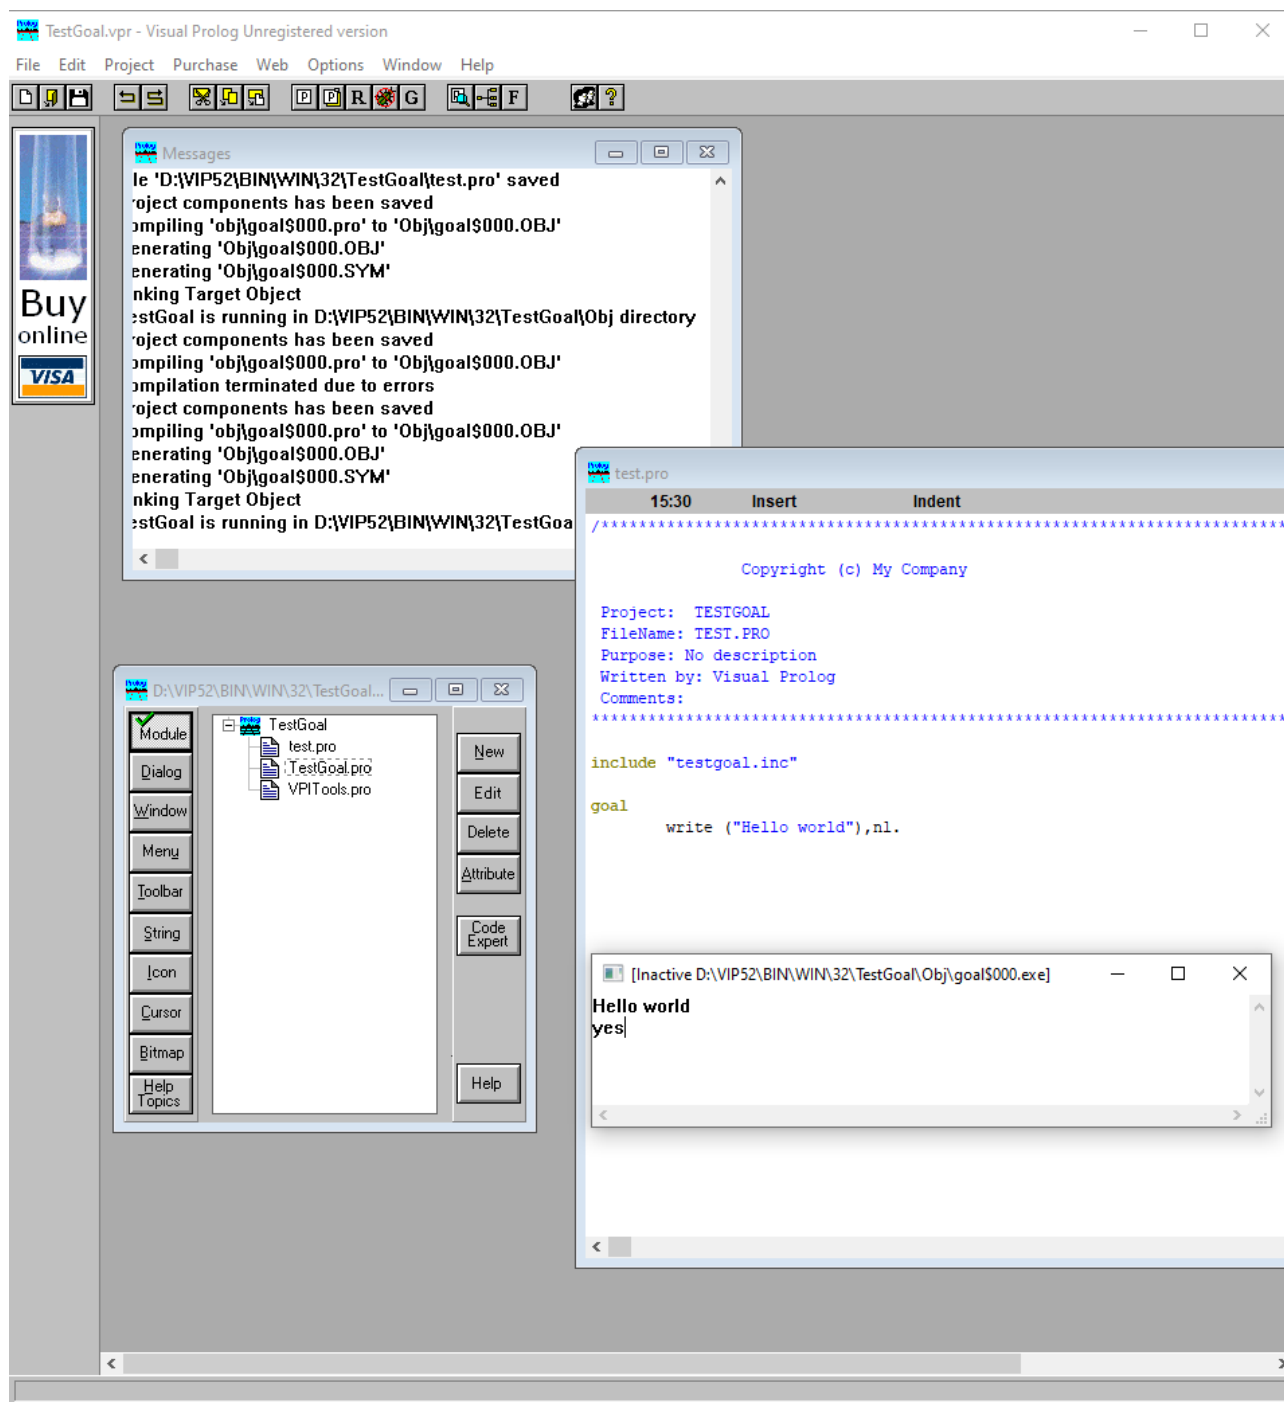 TestGoal.vpr - Visual Prolog Unregistered version
File Edit Project Purchase Web Options Window Help
P P R G F ?
Buy
online
VISA
Messages
le 'D:\VIP52\BIN\WIN\32\TestGoal\test.pro' saved
roject components has been saved
ompiling 'obj\goal$000.pro' to 'Obj\goal$000.OBJ'
enerating 'Obj\goal$000.OBJ'
enerating 'Obj\goal$000.SYM'
nking Target Object
estGoal is running in D:\VIP52\BIN\WIN\32\TestGoal\Obj directory
roject components has been saved
ompiling 'obj\goal$000.pro' to 'Obj\goal$000.OBJ'
ompilation terminated due to errors
roject components has been saved
ompiling 'obj\goal$000.pro' to 'Obj\goal$000.OBJ'
enerating 'Obj\goal$000.OBJ'
enerating 'Obj\goal$000.SYM'
nking Target Object
estGoal is running in D:\VIP52\BIN\WIN\32\TestGoa
test.pro
15:30 Insert Indent
/**************************************************************************
Copyright (c) My Company
Project: TESTGOAL
FileName: TEST.PRO
Purpose: No description
Written by: Visual Prolog
Comments:
**************************************************************************
include "testgoal.inc"
goal
write ("Hello world"),nl.
D:\VIP52\BIN\WIN\32\TestGoal...
Module
Dialog
Window
Menu
Toolbar
String
Icon
Cursor
Bitmap
Help
Topics
TestGoal
test.pro
TestGoal.pro
VPITools.pro
New
Edit
Delete
Attribute
Code
Expert
Help
[Inactive D:\VIP52\BIN\WIN\32\TestGoal\Obj\goal$000.exe]
Hello world
yes